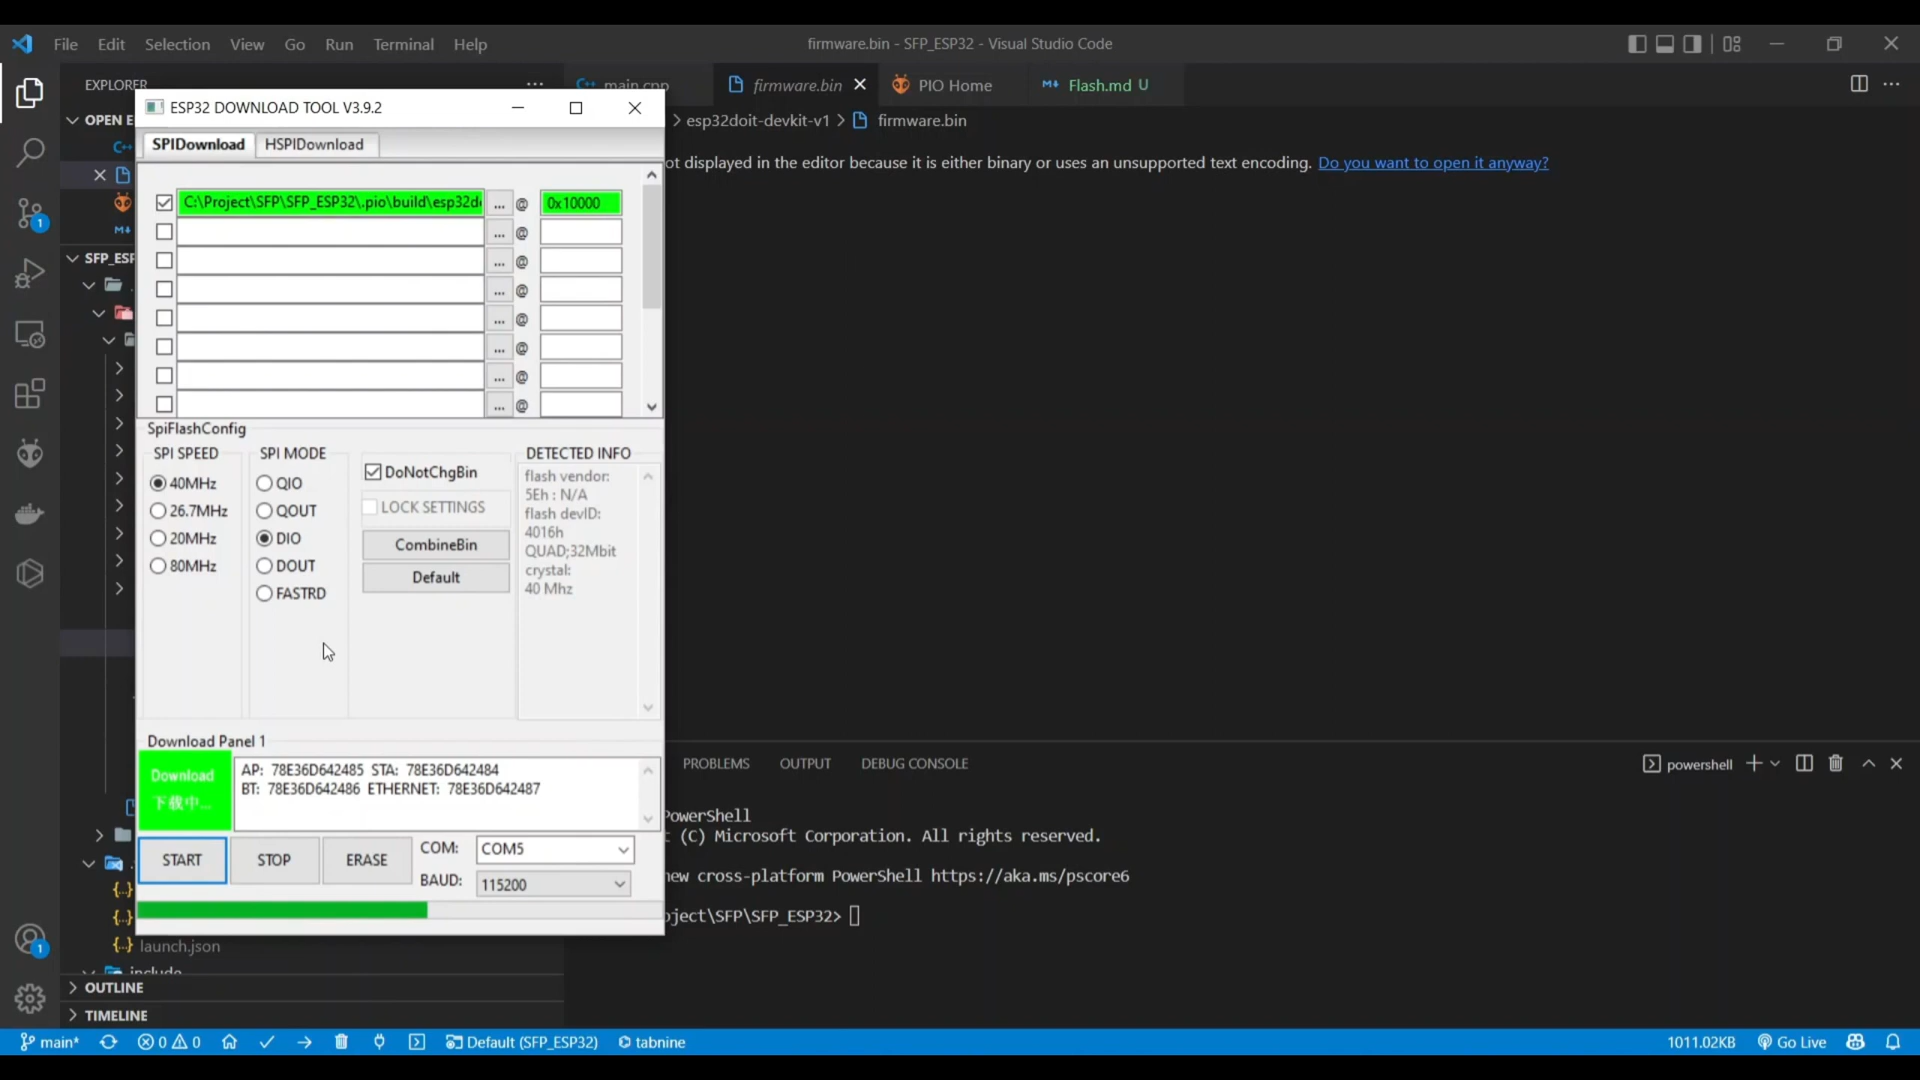 File Edit Selection View Go Run Terminal Help
firmware.bin - SFP_ESP32 - Visual Studio Code
EXPLORER
main.cpp
firmware.bin
PIO Home
Flash.md U
OPEN E
esp32doit-devkit-v1 > firmware.bin
ot displayed in the editor because it is either binary or uses an unsupported text encoding. Do you want to open it anyway?
SFP_ESP
ESP32 DOWNLOAD TOOL V3.9.2
SPIDownload HSPIDownload
C:\Project\SFP\SFP_ESP32\.pio\build\esp32d ... @ 0x10000
... @
... @
... @
... @
... @
... @
... @
SpiFlashConfig
SPI SPEED
40MHz
26.7MHz
20MHz
80MHz
SPI MODE
QIO
QOUT
DIO
DOUT
FASTRD
DoNotChgBin
LOCK SETTINGS
CombineBin
Default
DETECTED INFO
flash vendor:
5Eh : N/A
flash devID:
4016h
QUAD;32Mbit
crystal:
40 Mhz
Download Panel 1
Download
下载中...
AP: 78E36D642485 STA: 78E36D642484
BT: 78E36D642486 ETHERNET: 78E36D642487
START STOP ERASE
COM: COM5
BAUD: 115200
PROBLEMS OUTPUT DEBUG CONSOLE
powershell
PowerShell
(C) Microsoft Corporation. All rights reserved.
new cross-platform PowerShell https://aka.ms/pscore6
oject\SFP\SFP_ESP32>
launch.json
include
OUTLINE
TIMELINE
1
1
main* 0 0 Default (SFP_ESP32) tabnine
1011.02KB Go Live